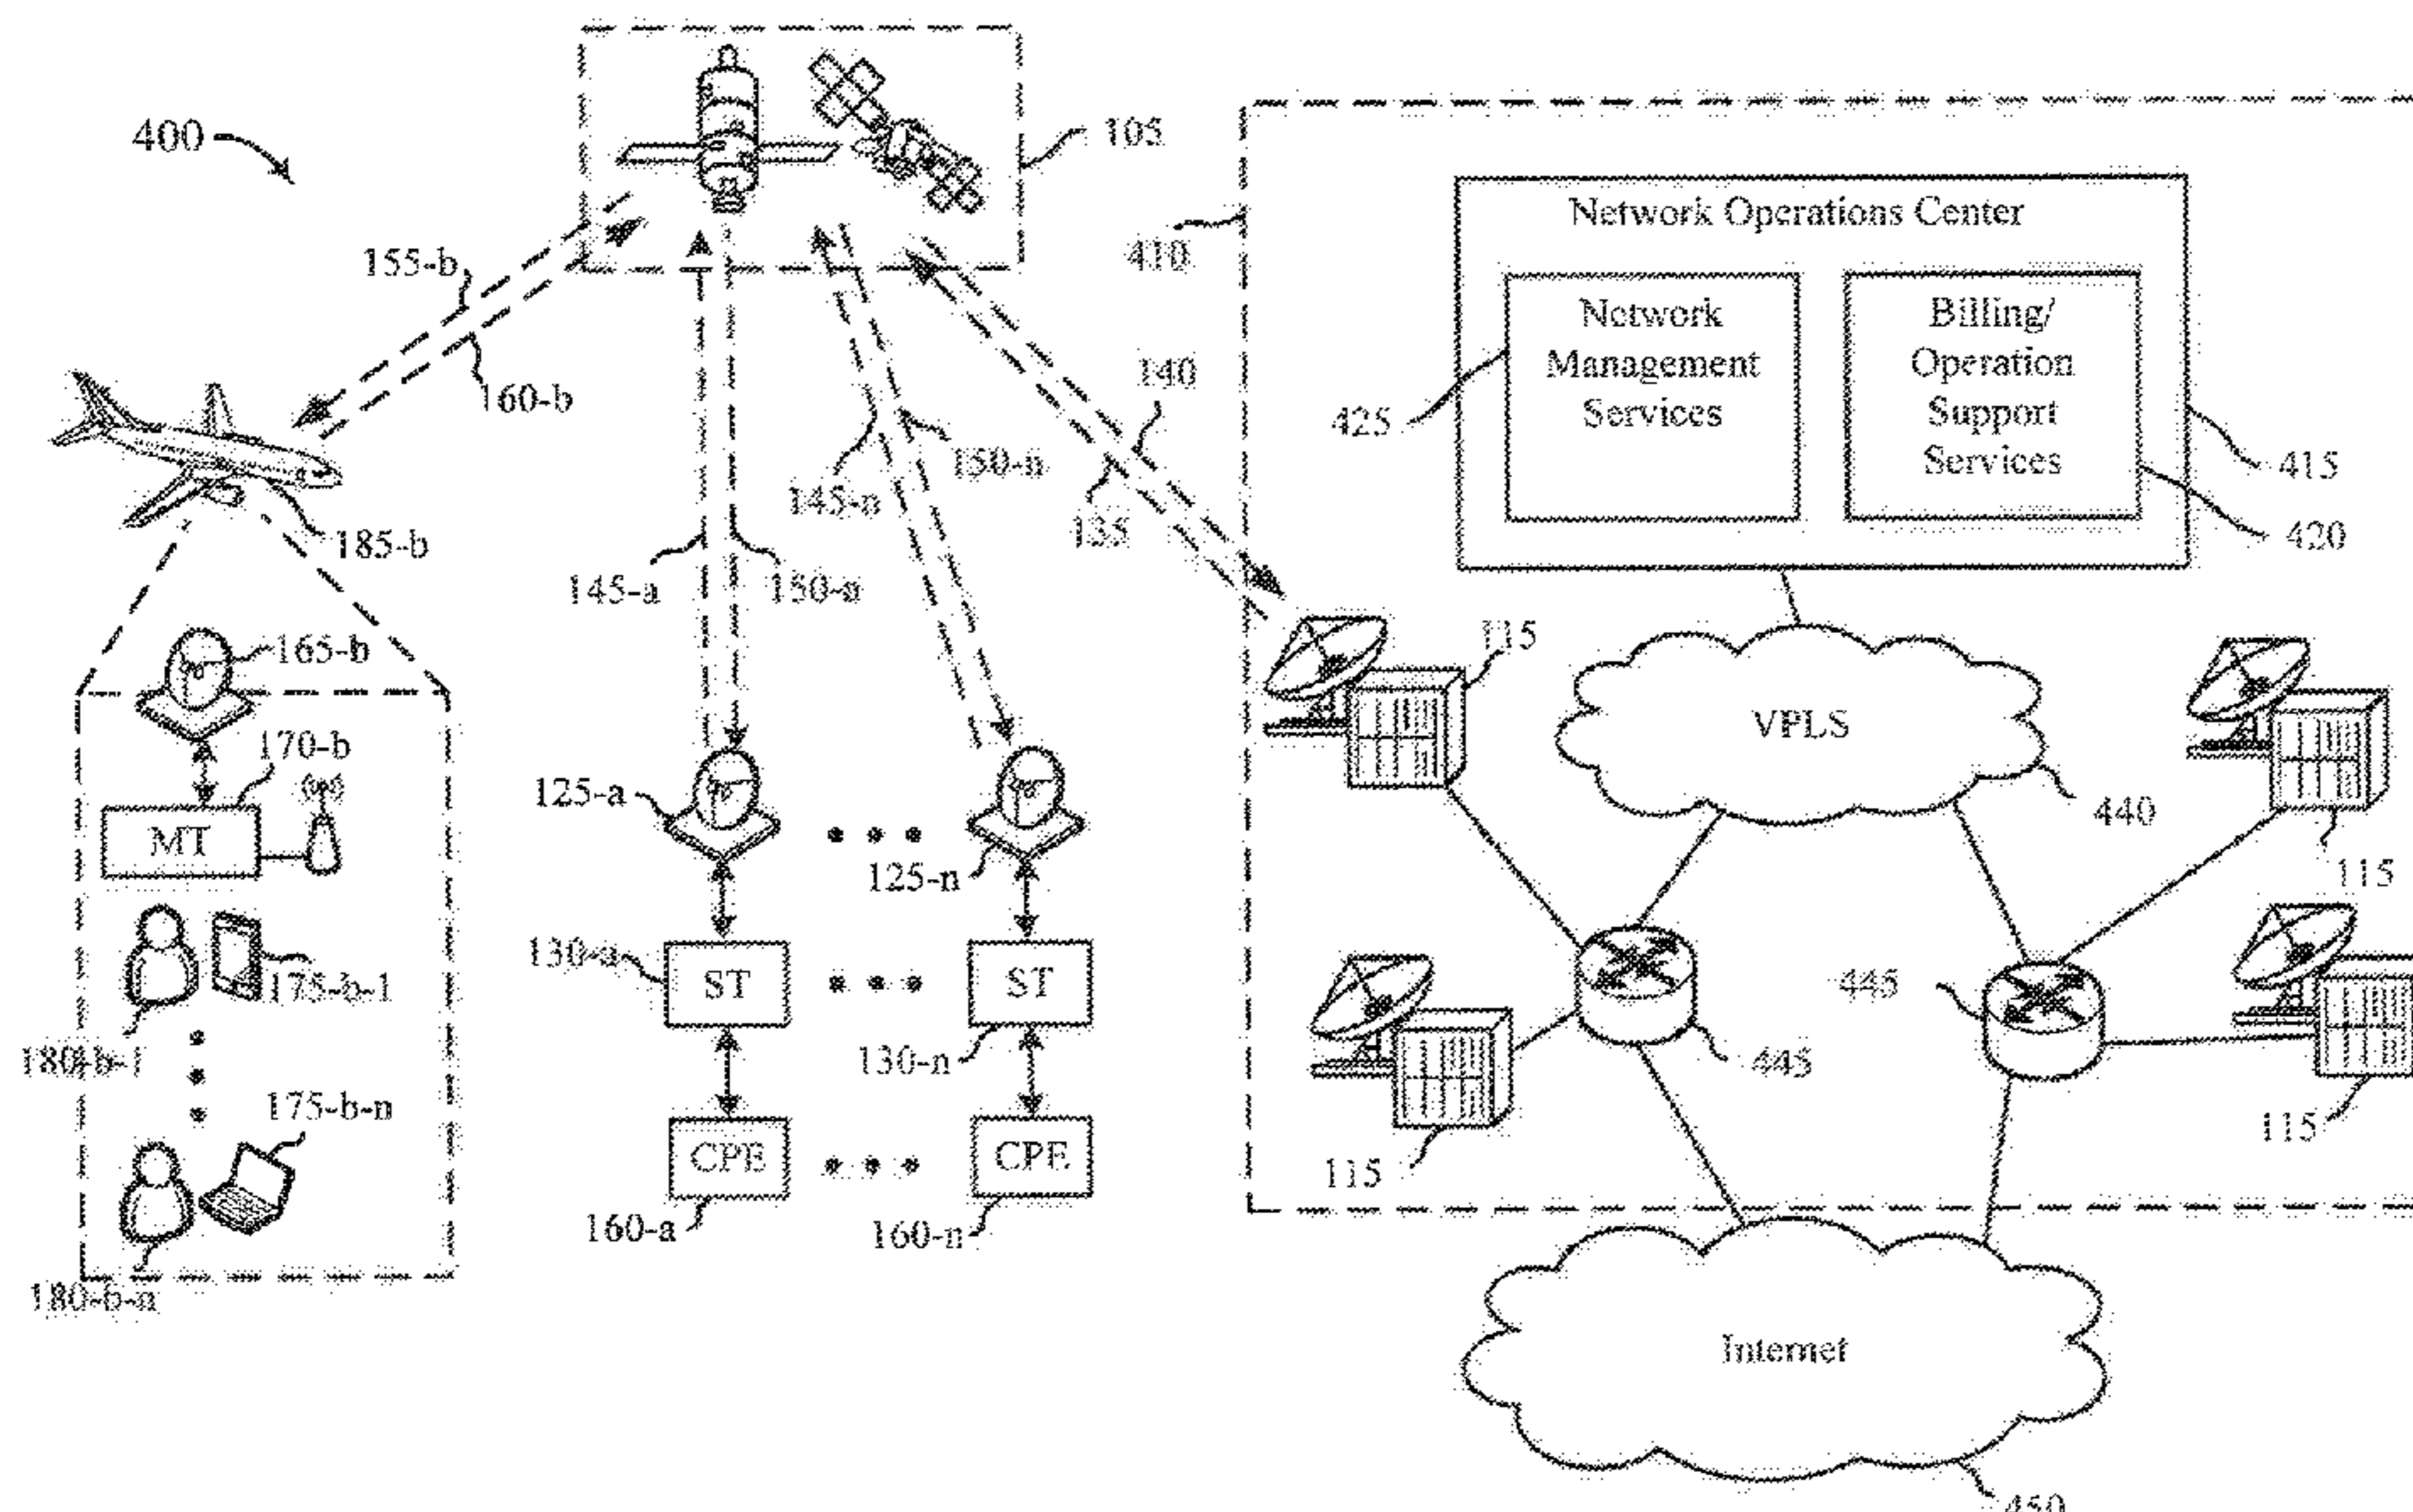 400
105
410
155-b
160-b
Network Operations Center
Network
Management
Services
Billing/
Operation
Support
Services
425
415
420
140
135
145-n
150-n
145-a
150-a
185-b
165-b
170-b
MT
115
VPLS
440
115
125-a
125-n
130-a
ST
ST
130-n
175-b-1
180-b-1
445
445
115
115
175-b-n
180-b-n
CPE
CPE
160-a
160-n
Internet
450